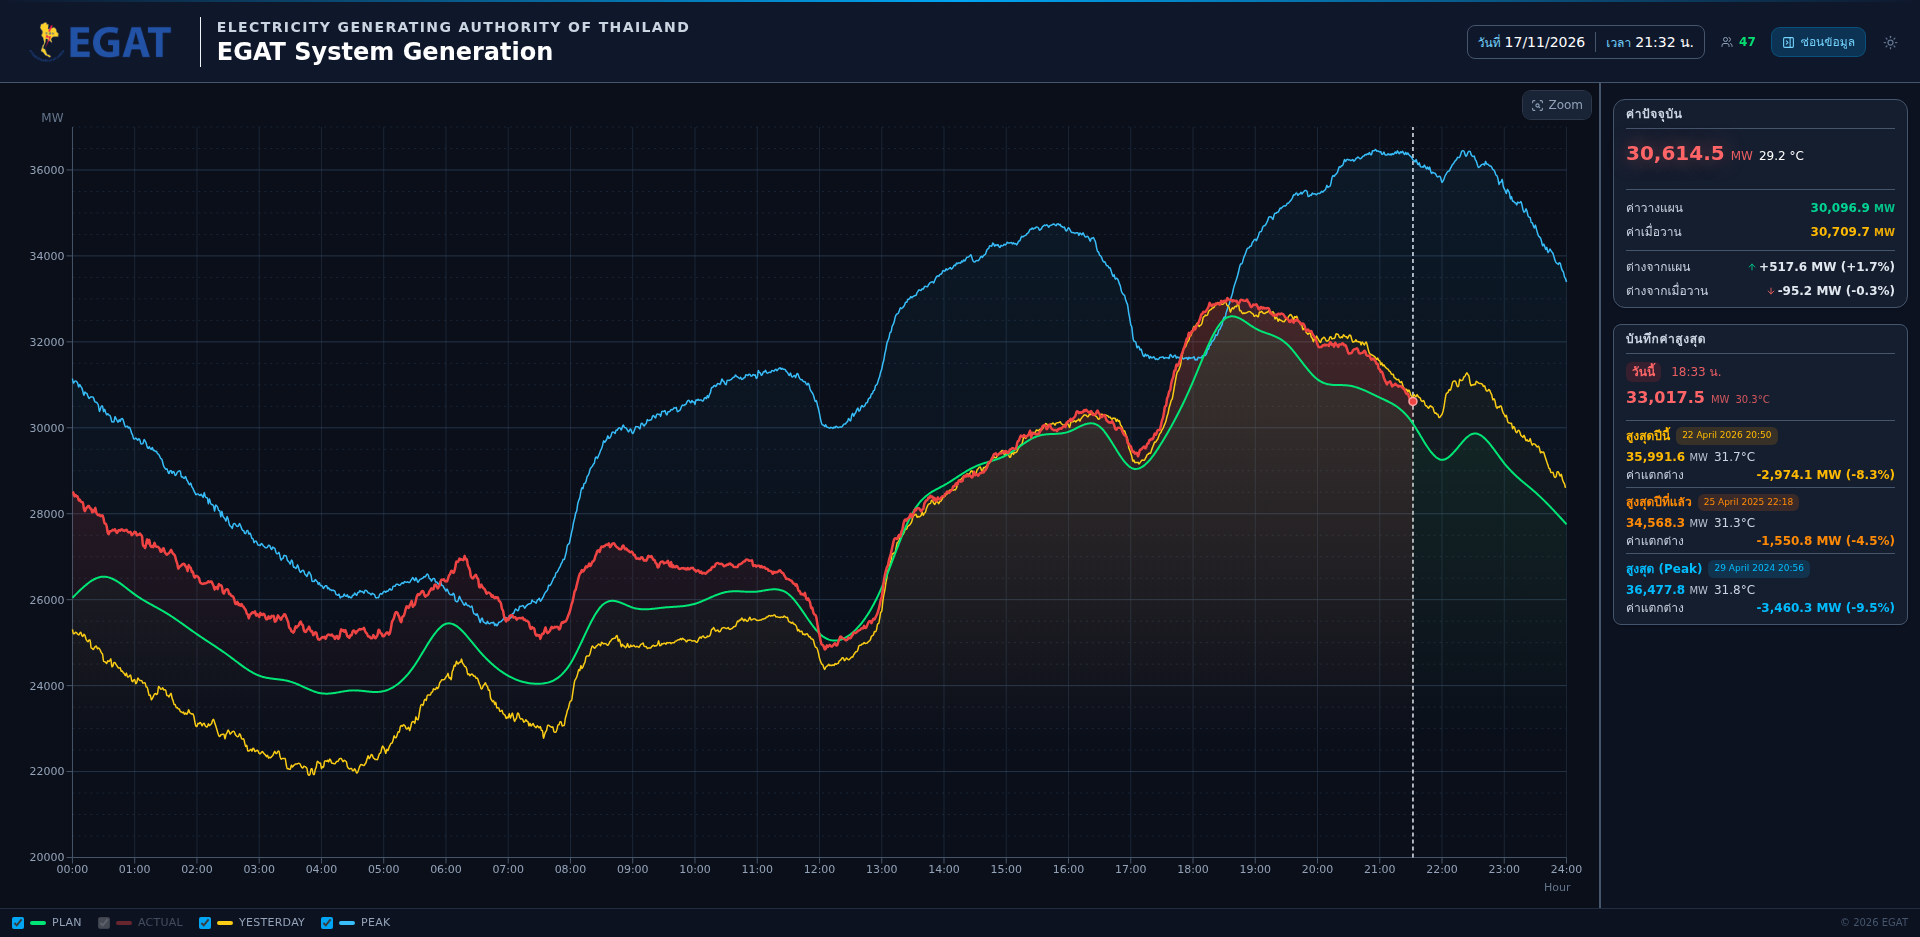 EGAT
ELECTRICITY GENERATING AUTHORITY OF THAILAND
EGAT System Generation
วันที่ 17/11/2026 เวลา 21:32 น.
47
ซ่อนข้อมูล
Zoom
MW
36000
34000
32000
30000
28000
26000
24000
22000
20000
00:00 01:00 02:00 03:00 04:00 05:00 06:00 07:00 08:00 09:00 10:00 11:00 12:00 13:00 14:00 15:00 16:00 17:00 18:00 19:00 20:00 21:00 22:00 23:00 24:00
Hour
ค่าปัจจุบัน
30,614.5 MW 29.2 °C
ค่าวางแผน 30,096.9 MW
ค่าเมื่อวาน 30,709.7 MW
ต่างจากแผน ↑ +517.6 MW (+1.7%)
ต่างจากเมื่อวาน ↓ -95.2 MW (-0.3%)
บันทึกค่าสูงสุด
วันนี้ 18:33 น.
33,017.5 MW 30.3°C
สูงสุดปีนี้ 22 April 2026 20:50
35,991.6 MW 31.7°C
ค่าแตกต่าง -2,974.1 MW (-8.3%)
สูงสุดปีที่แล้ว 25 April 2025 22:18
34,568.3 MW 31.3°C
ค่าแตกต่าง -1,550.8 MW (-4.5%)
สูงสุด (Peak) 29 April 2024 20:56
36,477.8 MW 31.8°C
ค่าแตกต่าง -3,460.3 MW (-9.5%)
PLAN ACTUAL YESTERDAY PEAK
© 2026 EGAT